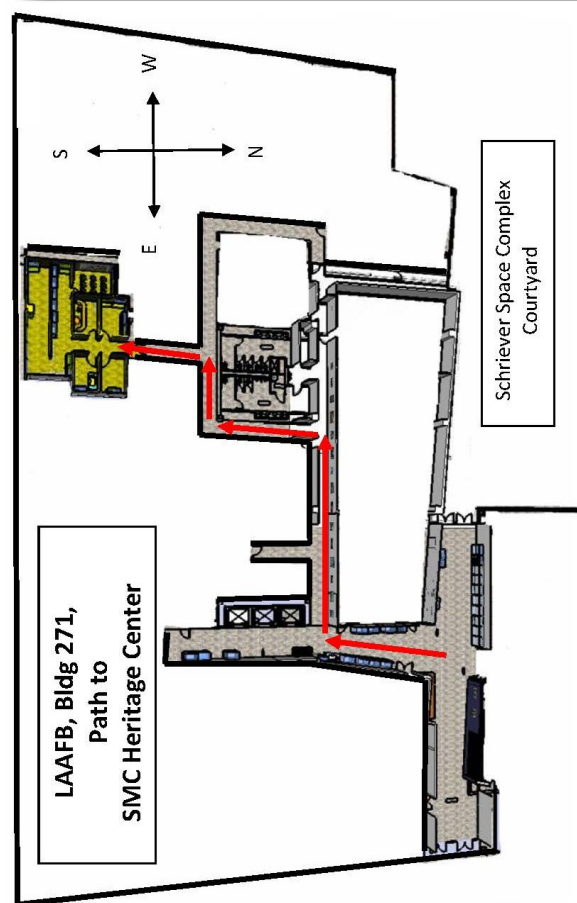 LAAFB, Bldg 271,
Path to
SMC Heritage Center
S
W
E
N
Schriever Space Complex
Courtyard